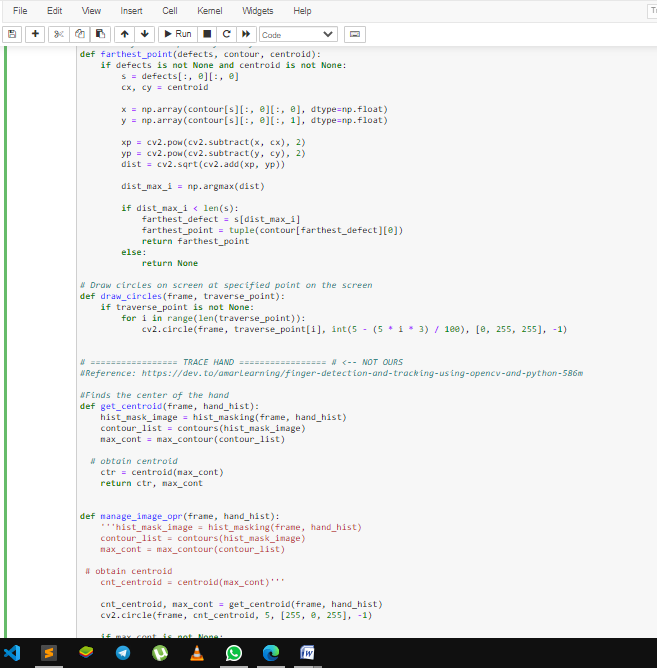 File Edit View Insert Cell Kernel Widgets Help
Run Code
def farthest_point(defects, contour, centroid):
    if defects is not None and centroid is not None:
        s = defects[:, 0][:, 0]
        cx, cy = centroid

        x = np.array(contour[s][:, 0][:, 0], dtype=np.float)
        y = np.array(contour[s][:, 0][:, 1], dtype=np.float)

        xp = cv2.pow(cv2.subtract(x, cx), 2)
        yp = cv2.pow(cv2.subtract(y, cy), 2)
        dist = cv2.sqrt(cv2.add(xp, yp))

        dist_max_i = np.argmax(dist)

        if dist_max_i < len(s):
            farthest_defect = s[dist_max_i]
            farthest_point = tuple(contour[farthest_defect][0])
            return farthest_point
        else:
            return None

# Draw circles on screen at specified point on the screen
def draw_circles(frame, traverse_point):
    if traverse_point is not None:
        for i in range(len(traverse_point)):
            cv2.circle(frame, traverse_point[i], int(5 - (5 * i * 3) / 100), [0, 255, 255], -1)

# ================= TRACE HAND ================= # <-- NOT OURS
#Reference: https://dev.to/amarlearning/finger-detection-and-tracking-using-opencv-and-python-586m

#Finds the center of the hand
def get_centroid(frame, hand_hist):
    hist_mask_image = hist_masking(frame, hand_hist)
    contour_list = contours(hist_mask_image)
    max_cont = max_contour(contour_list)

  # obtain centroid
    ctr = centroid(max_cont)
    return ctr, max_cont

def manage_image_opr(frame, hand_hist):
    '''hist_mask_image = hist_masking(frame, hand_hist)
    contour_list = contours(hist_mask_image)
    max_cont = max_contour(contour_list)

 # obtain centroid
    cnt_centroid = centroid(max_cont)'''

    cnt_centroid, max_cont = get_centroid(frame, hand_hist)
    cv2.circle(frame, cnt_centroid, 5, [255, 0, 255], -1)

    if max_cont is not None: